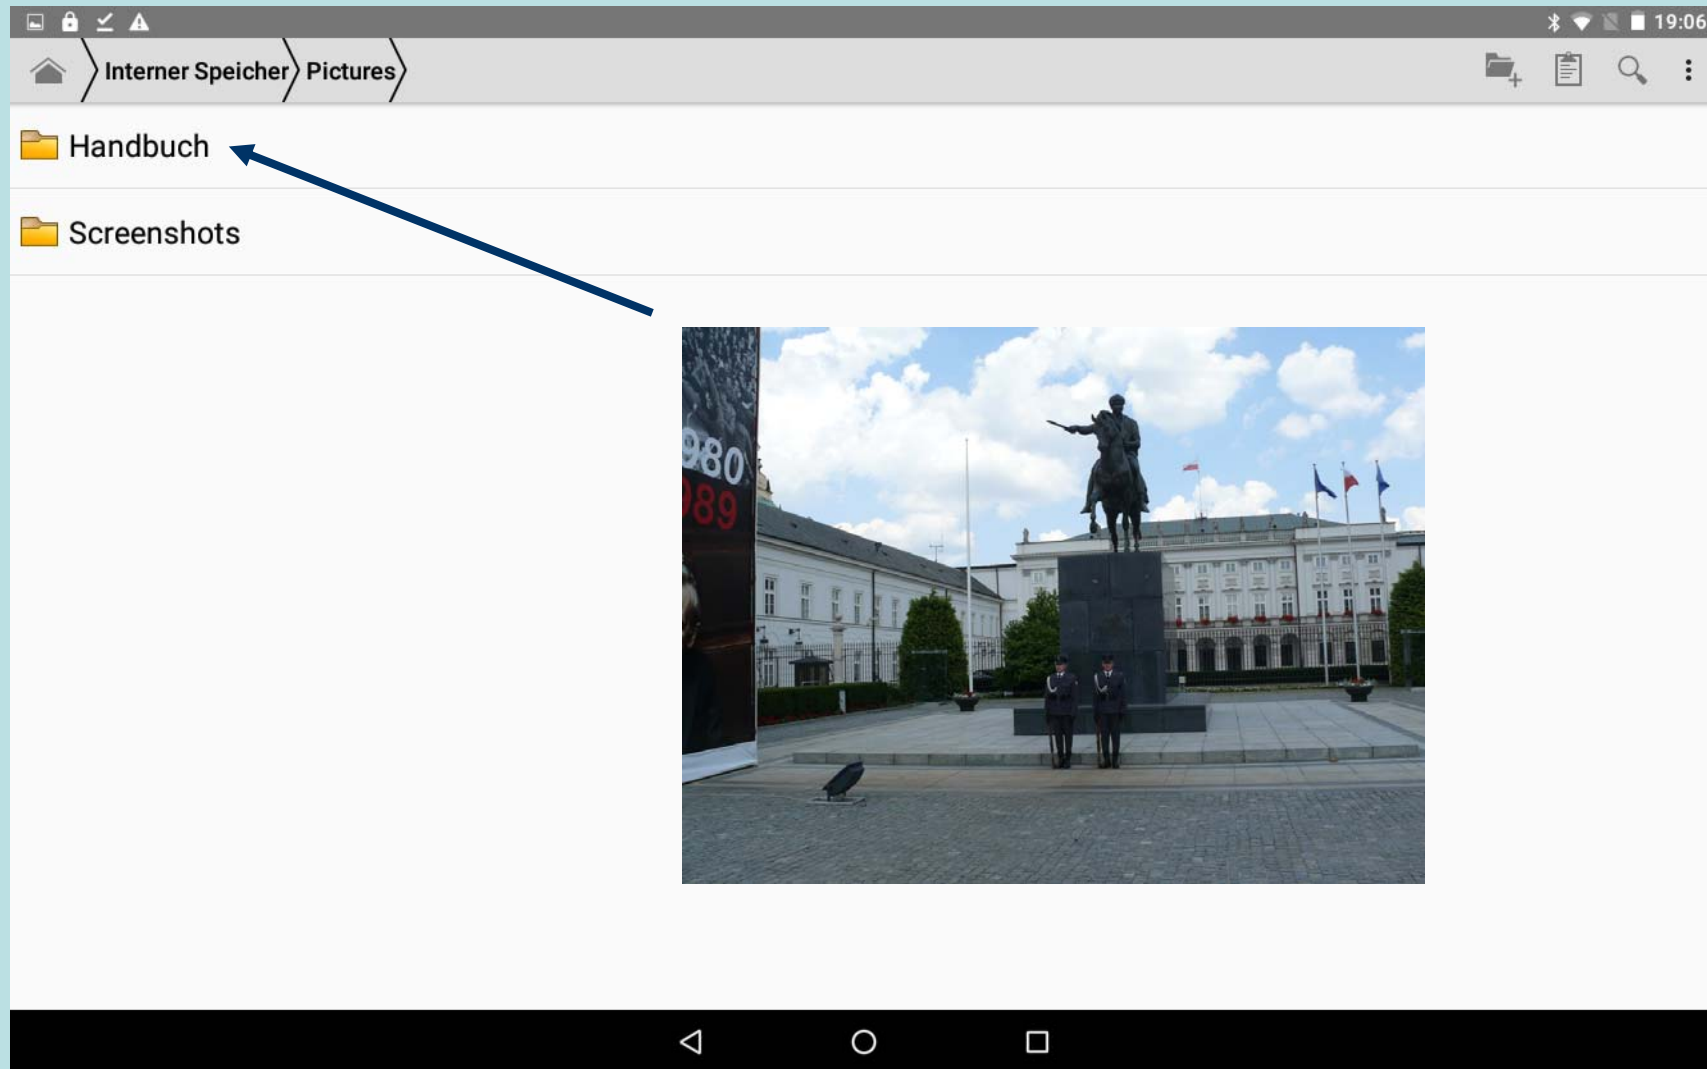 19:06
Interner Speicher Pictures
Handbuch
Screenshots
980
989